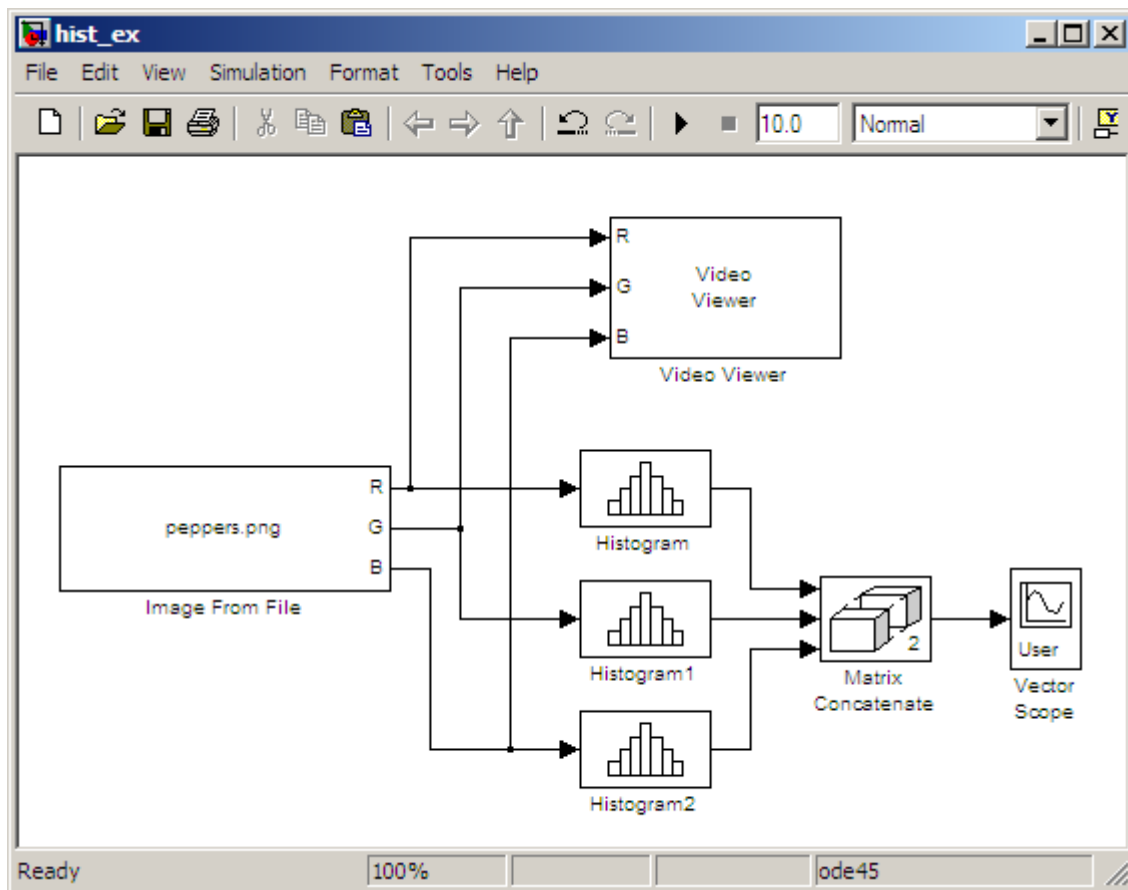 hist_ex
File Edit View Simulation Format Tools Help
10.0 Normal
R
G
B
Video
Viewer
Video Viewer
peppers.png
R
G
B
Image From File
Histogram
Histogram1
Histogram2
2
Matrix
Concatenate
User
Vector
Scope
Ready 100% ode45